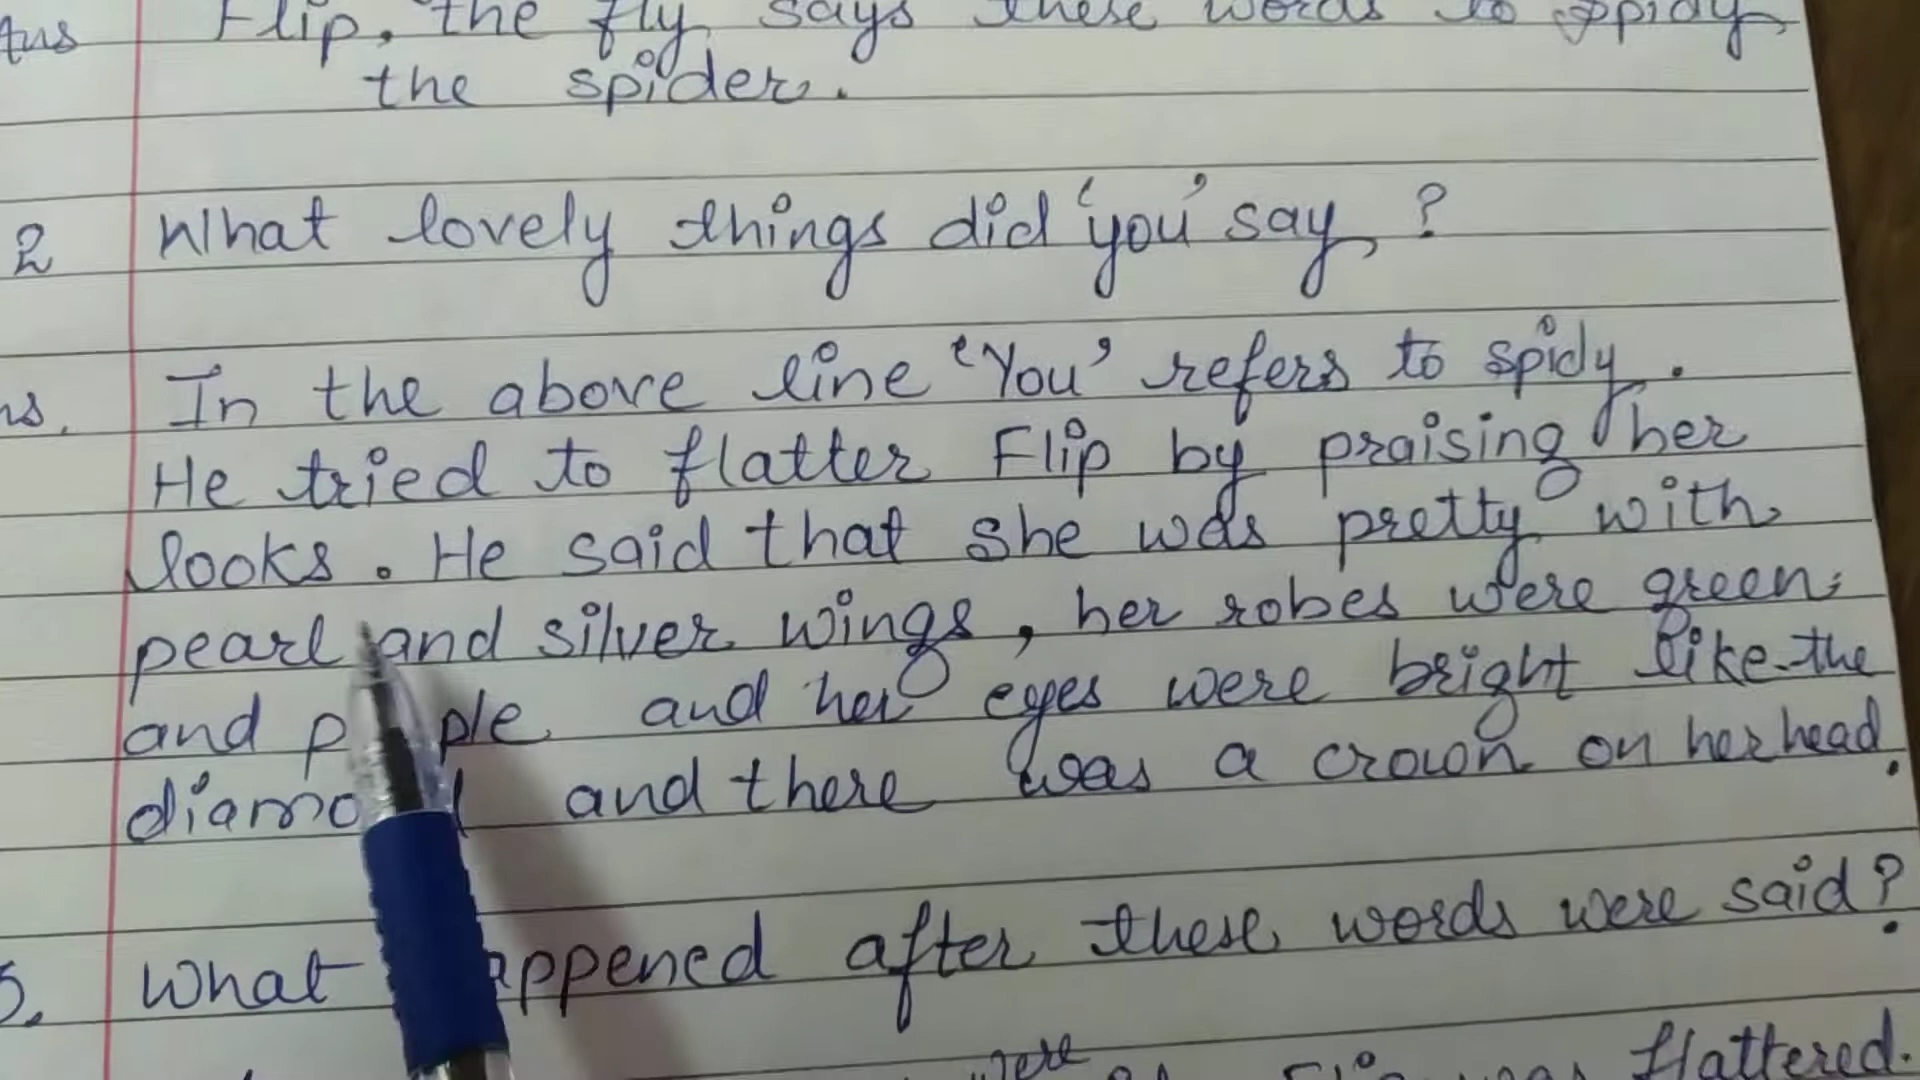 Ans Flip, the fly says these words to spidy
the spider.
2 What lovely things did 'you' say ?
In the above line 'You' refers to spidy.
He tried to flatter Flip by praising her
looks. He said that she was pretty with
pearl and silver wings, her robes were green
and and her eyes were bright like the
and there was a crown on her head.
What after these words were said?
were flattered.